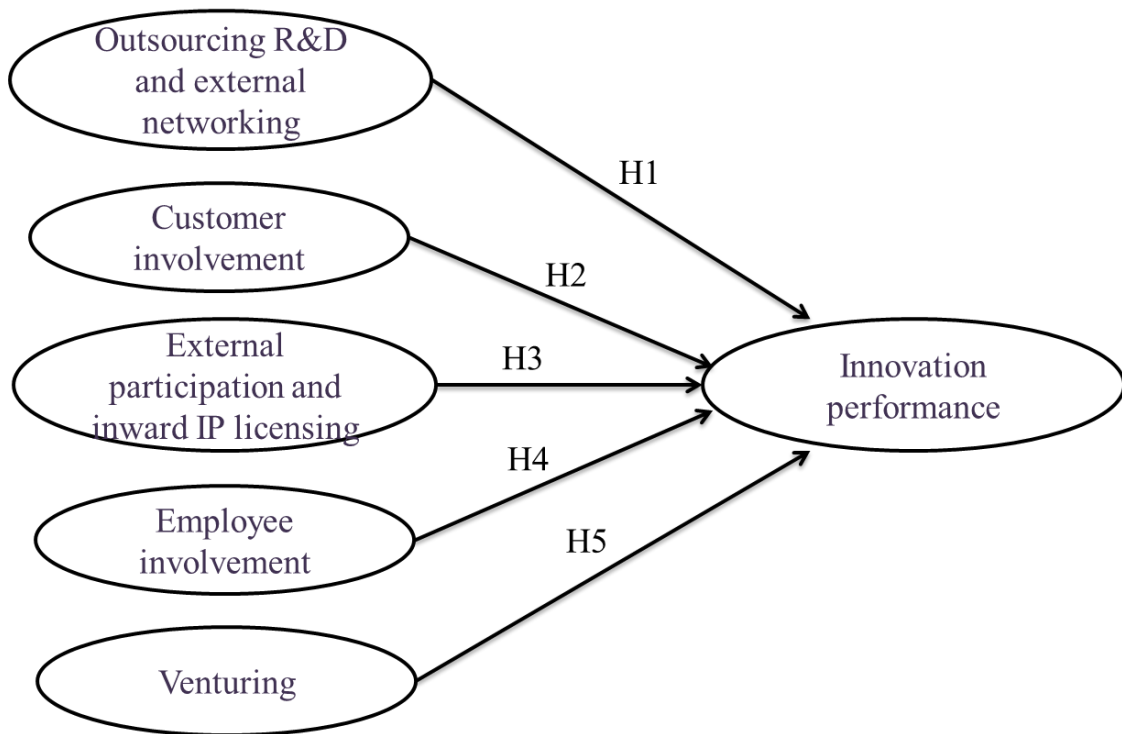 Outsourcing R&D
and external
networking
H1
Customer
involvement
H2
External
participation and
inward IP licensing
H3
Innovation
performance
H4
Employee
involvement
H5
Venturing